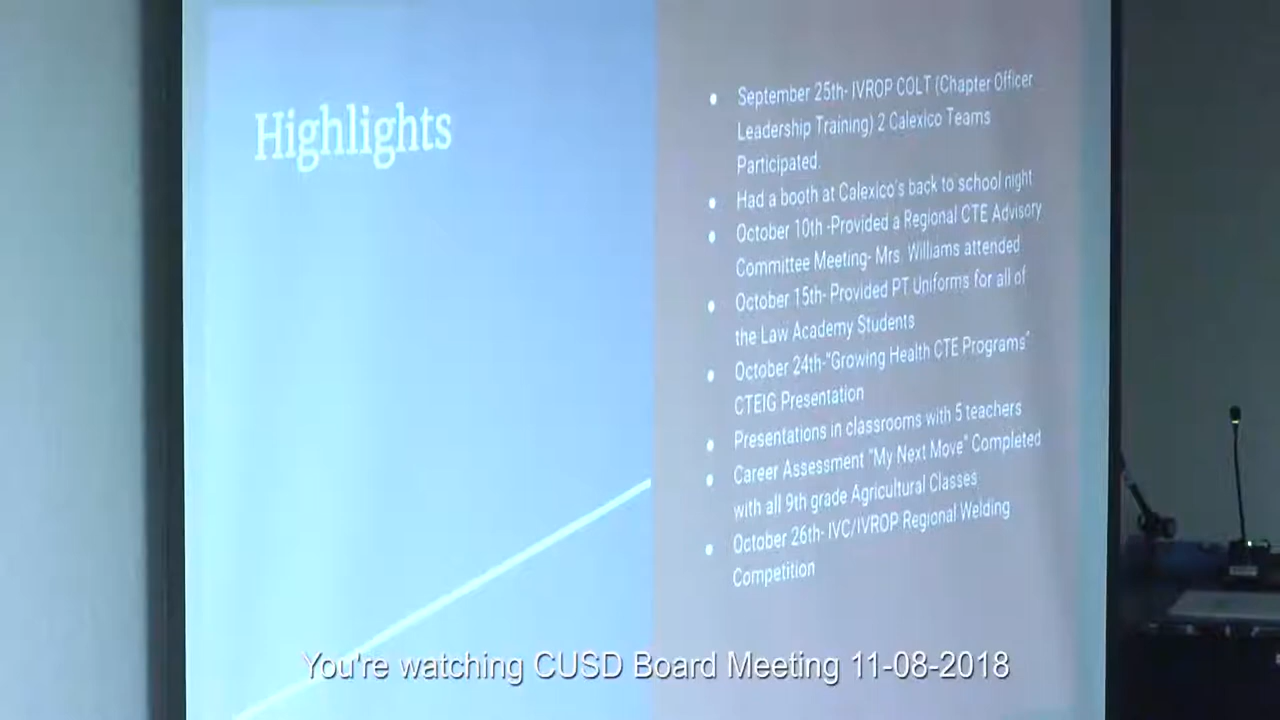 Highlights
September 25th- IVROP COLT (Chapter Officer
Leadership Training) 2 Calexico Teams
Participated.
Had a booth at Calexico's back to school night
October 10th -Provided a Regional CTE Advisory
Committee Meeting- Mrs. Williams attended
October 15th- Provided PT Uniforms for all of
the Law Academy Students
October 24th-"Growing Health CTE Programs"
CTEIG Presentation
Presentations in classrooms with 5 teachers
Career Assessment "My Next Move" Completed
with all 9th grade Agricultural Classes
October 26th- IVC/IVROP Regional Welding
Competition
You're watching CUSD Board Meeting 11-08-2018